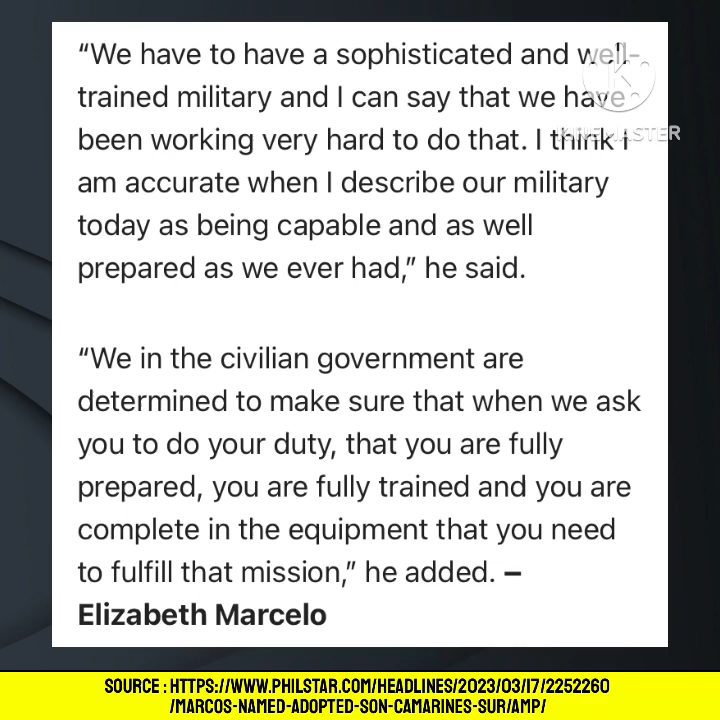 “We have to have a sophisticated and well-
trained military and I can say that we have
been working very hard to do that. I think I
am accurate when I describe our military
today as being capable and as well
prepared as we ever had,” he said.
“We in the civilian government are
determined to make sure that when we ask
you to do your duty, that you are fully
prepared, you are fully trained and you are
complete in the equipment that you need
to fulfill that mission,” he added. –
Elizabeth Marcelo
K
KINEMASTER
SOURCE : HTTPS://WWW.PHILSTAR.COM/HEADLINES/2023/03/17/2252260
/MARCOS-NAMED-ADOPTED-SON-CAMARINES-SUR/AMP/